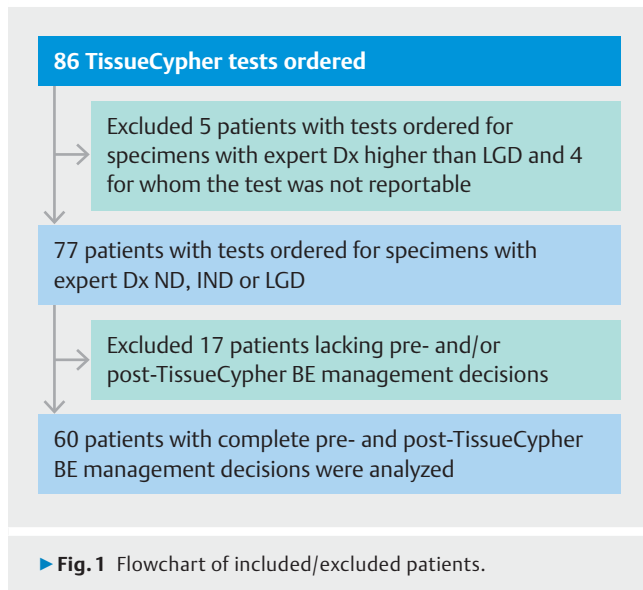 86 TissueCypher tests ordered
Excluded 5 patients with tests ordered for
specimens with expert Dx higher than LGD and 4
for whom the test was not reportable
77 patients with tests ordered for specimens with
expert Dx ND, IND or LGD
Excluded 17 patients lacking pre- and/or
post-TissueCypher BE management decisions
60 patients with complete pre- and post-TissueCypher
BE management decisions were analyzed
▶ Fig. 1 Flowchart of included/excluded patients.